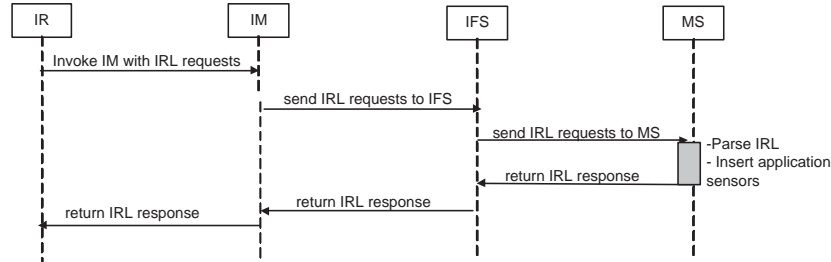 IR
IM
IFS
MS
Invoke IM with IRL requests
send IRL requests to IFS
send IRL requests to MS
-Parse IRL
- Insert application
sensors
return IRL response
return IRL response
return IRL response